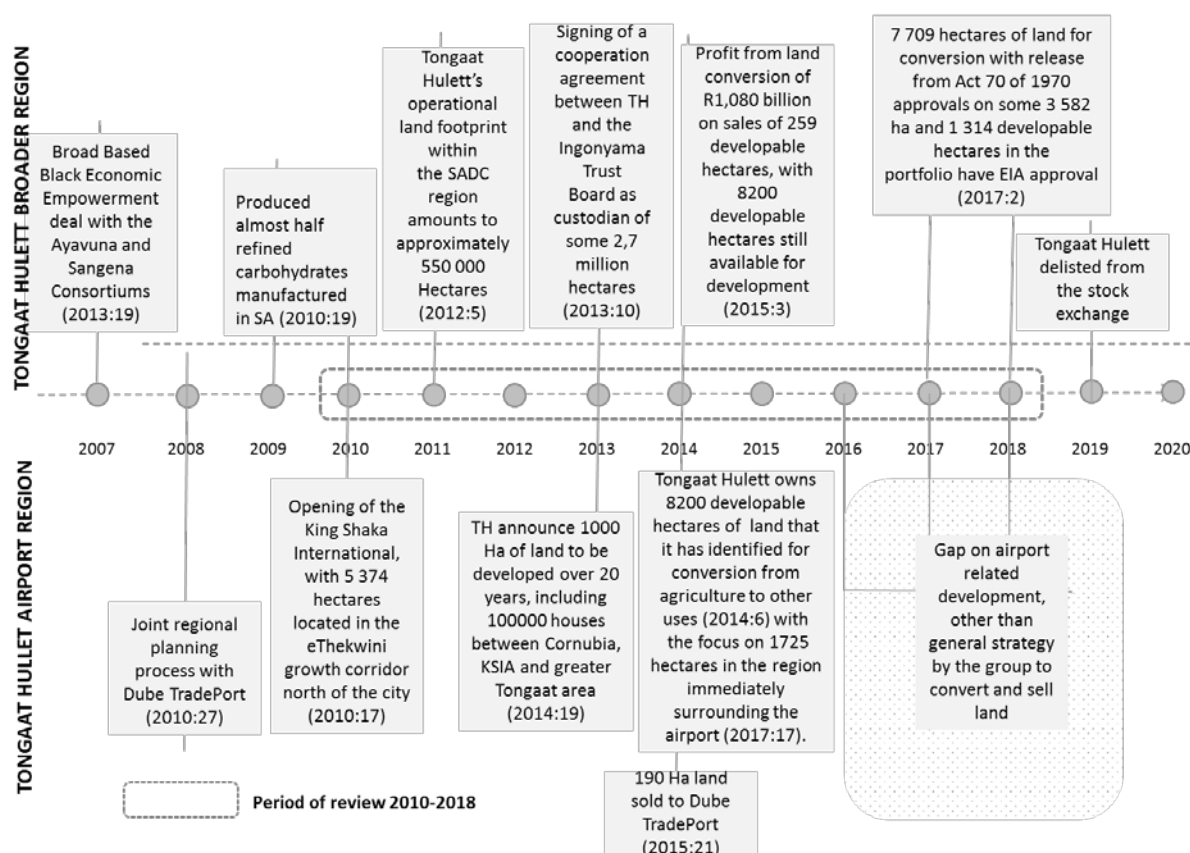 TONGAAT HULETT BROADER REGION
Broad Based
Black Economic
Empowerment
deal with the
Ayavuna and
Sangena
Consortiums
(2013:19)
Produced
almost half
refined
carbohydrates
manufactured
in SA (2010:19)
Tongaat
Hulett’s
operational
land footprint
within
the SADC
region
amounts to
approximately
550 000
Hectares
(2012:5)
Signing of a
cooperation
agreement
between TH
and the
Ingonyama
Trust
Board as
custodian of
some 2,7
million
hectares
(2013:10)
Profit from land
conversion of
R1,080 billion
on sales of 259
developable
hectares, with
8200
developable
hectares still
available for
development
(2015:3)
7 709 hectares of land for
conversion with release
from Act 70 of 1970
approvals on some 3 582
ha and 1 314 developable
hectares in the
portfolio have EIA approval
(2017:2)
Tongaat Hulett
delisted from
the stock
exchange
2007 2008 2009 2010 2011 2012 2013 2014 2015 2016 2017 2018 2019 2020
TONGAAT HULLET AIRPORT REGION
Joint regional
planning
process with
Dube TradePort
(2010:27)
Opening of the
King Shaka
International,
with 5 374
hectares
located in the
eThekwini
growth corridor
north of the city
(2010:17)
TH announce 1000
Ha of land to be
developed over 20
years, including
100000 houses
between Cornubia,
KSIA and greater
Tongaat area
(2014:19)
Tongaat Hulett owns
8200 developable
hectares of land that
it has identified for
conversion from
agriculture to other
uses (2014:6) with
the focus on 1725
hectares in the region
immediately
surrounding the
airport (2017:17).
190 Ha land
sold to Dube
TradePort
(2015:21)
Gap on airport
related
development,
other than
general strategy
by the group to
convert and sell
land
Period of review 2010-2018